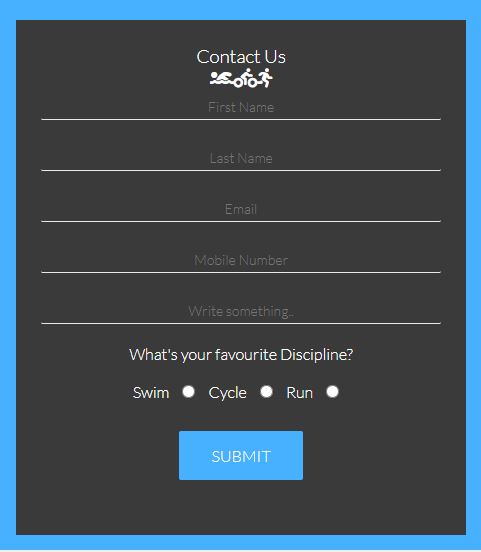 Contact Us
First Name
Last Name
Email
Mobile Number
Write something..
What's your favourite Discipline?
Swim Cycle Run
SUBMIT